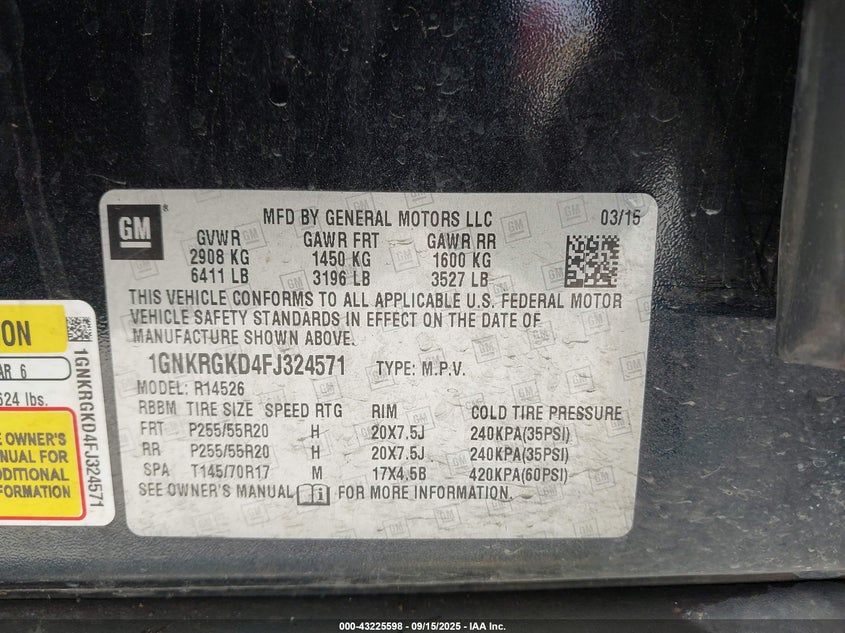 GM ®
MFD BY GENERAL MOTORS LLC 03/15
GVWR GAWR FRT GAWR RR
2908 KG 1450 KG 1600 KG
6411 LB 3196 LB 3527 LB
THIS VEHICLE CONFORMS TO ALL APPLICABLE U.S. FEDERAL MOTOR
VEHICLE SAFETY STANDARDS IN EFFECT ON THE DATE OF
MANUFACTURE SHOWN ABOVE.
1GNKRGKD4FJ324571 TYPE: M.P.V.
MODEL: R14526
RBBM TIRE SIZE SPEED RTG RIM COLD TIRE PRESSURE
FRT P255/55R20 H 20X7.5J 240KPA(35PSI)
RR P255/55R20 H 20X7.5J 240KPA(35PSI)
SPA T145/70R17 M 17X4.5B 420KPA(60PSI)
SEE OWNER'S MANUAL FOR MORE INFORMATION.
ON
AR 6
624 lbs.
E OWNER'S
NUAL FOR
DDITIONAL
FORMATION
1GNKRGKD4FJ324571
000-43225598 - 09/15/2025 - IAA Inc.